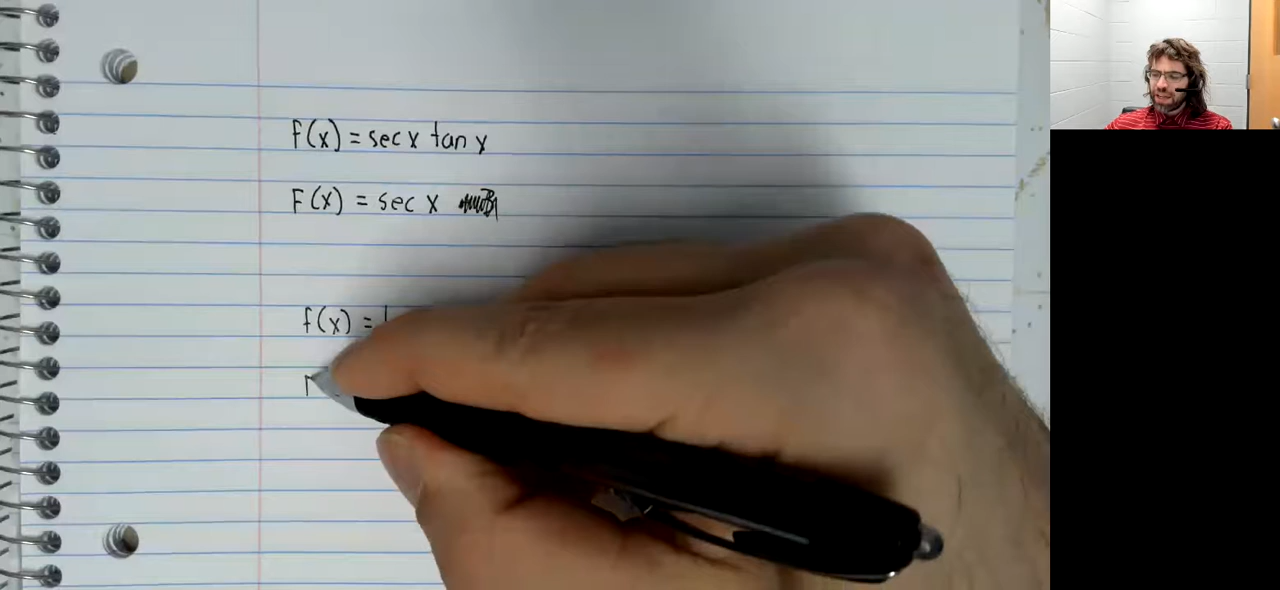 f(x) = sec x tan x
F(x) = sec x
f(x) =